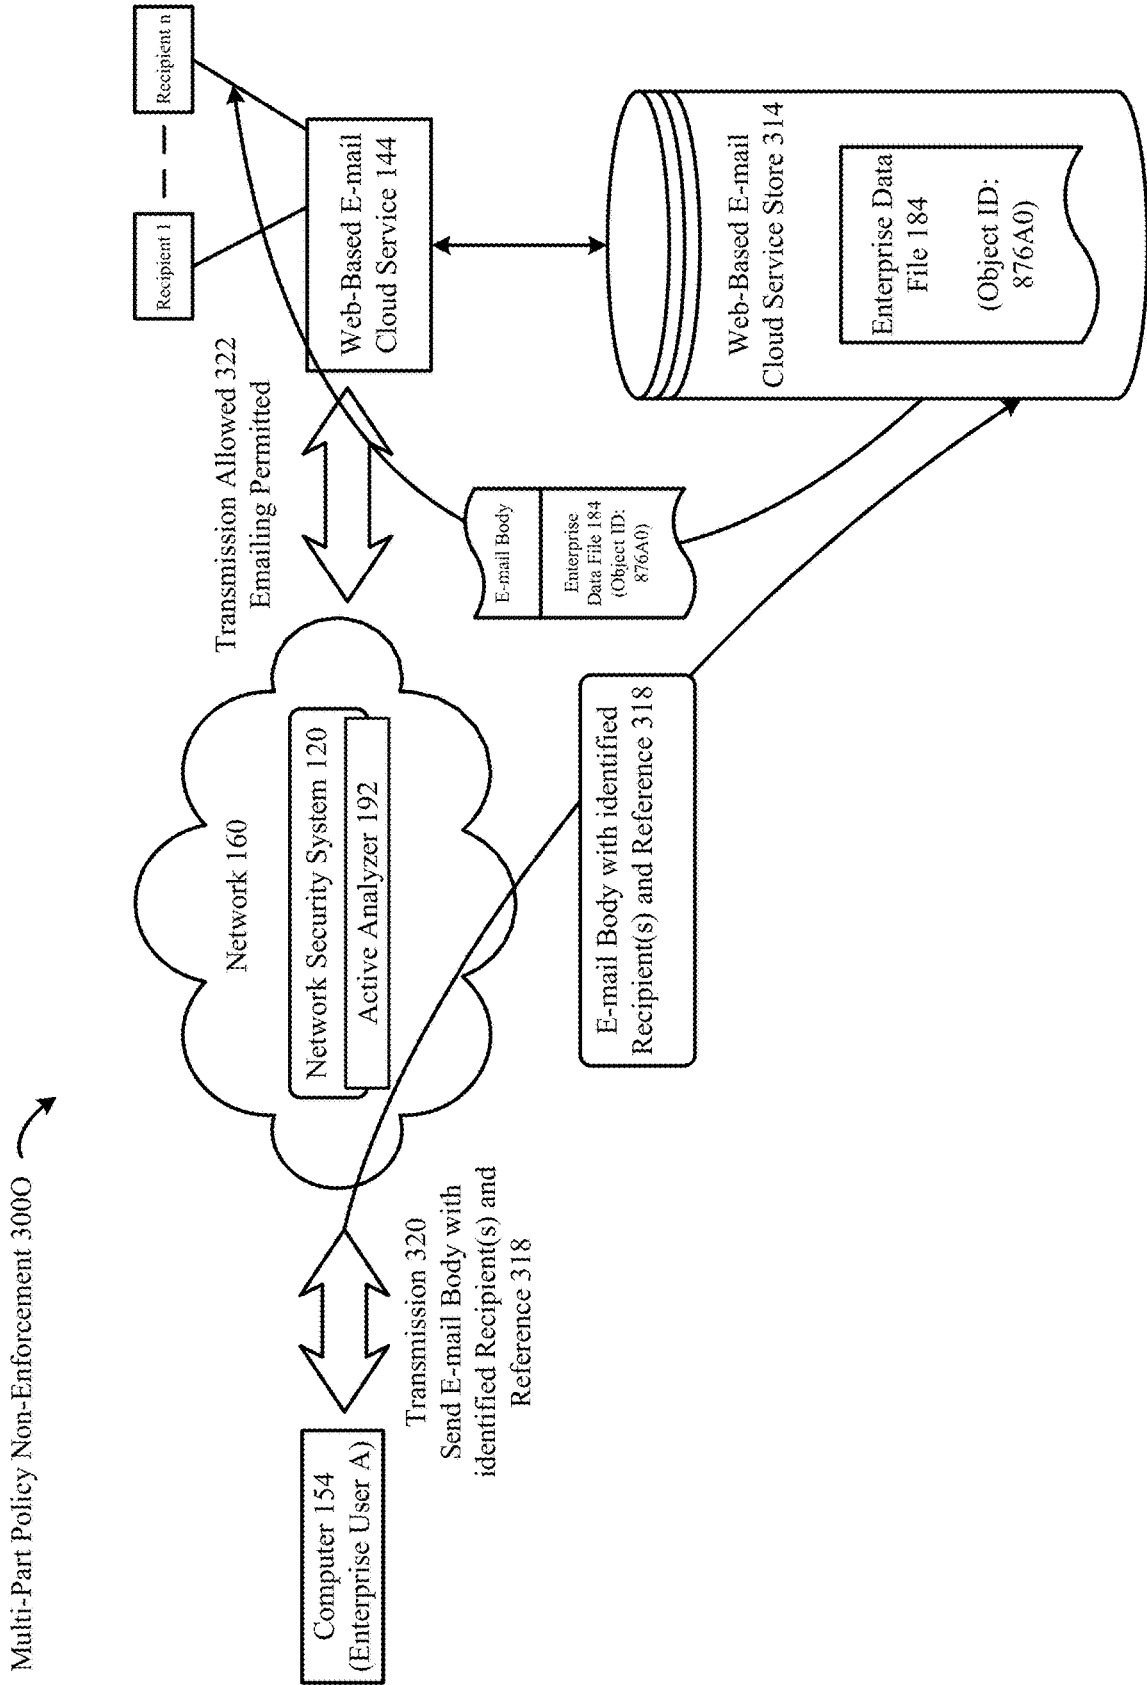 Multi-Part Policy Non-Enforcement 300O
Computer 154
(Enterprise User A)
Transmission 320
Send E-mail Body with
identified Recipient(s) and
Reference 318
Network 160
Network Security System 120
Active Analyzer 192
E-mail Body with identified
Recipient(s) and Reference 318
Transmission Allowed 322
Emailing Permitted
E-mail Body
Enterprise
Data File 184
(Object ID:
876A0)
Recipient 1
Recipient n
Web-Based E-mail
Cloud Service 144
Web-Based E-mail
Cloud Service Store 314
Enterprise Data
File 184
(Object ID:
876A0)